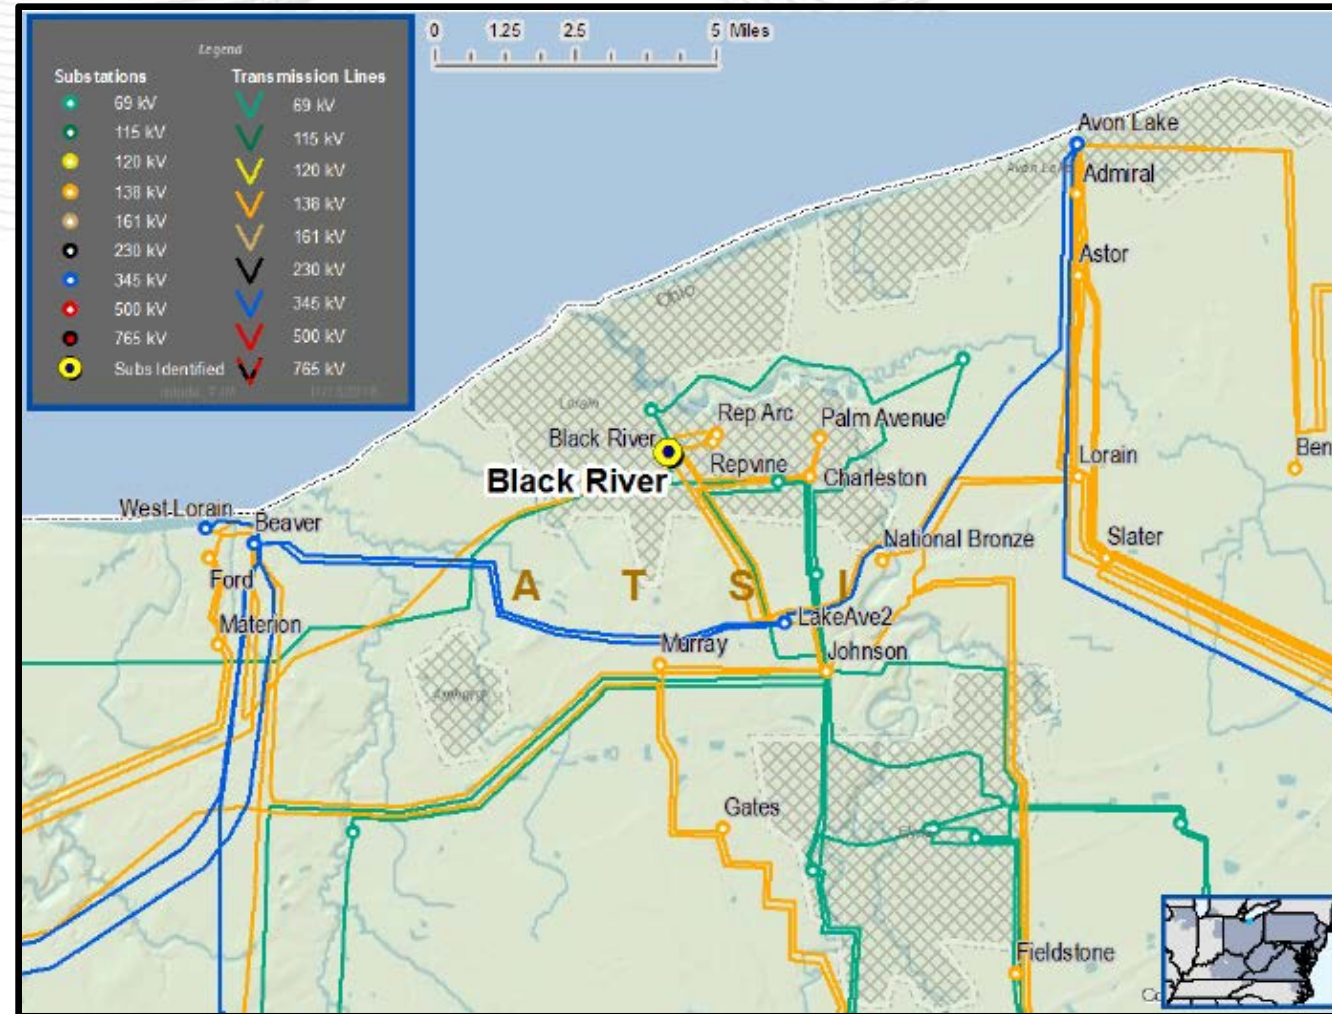 Legend
Substations
Transmission Lines
69 kV
69 kV
115 kV
115 kV
120 kV
120 kV
138 kV
138 kV
161 kV
161 kV
230 kV
230 kV
345 kV
345 kV
500 kV
500 kV
765 kV
765 kV
Subs Identified
0 1.25 2.5 5 Miles
Avon Lake
Avon Lake
Admiral
Astor
Ohio
Lorain
Rep Arc
Palm Avenue
Black River
Black River
Repvine
Charleston
Lorain
Ben
West Lorain
Beaver
National Bronze
Slater
Ford
A T S I
Materion
LakeAve2
Murray
Johnson
Amherst
Gates
Fieldstone